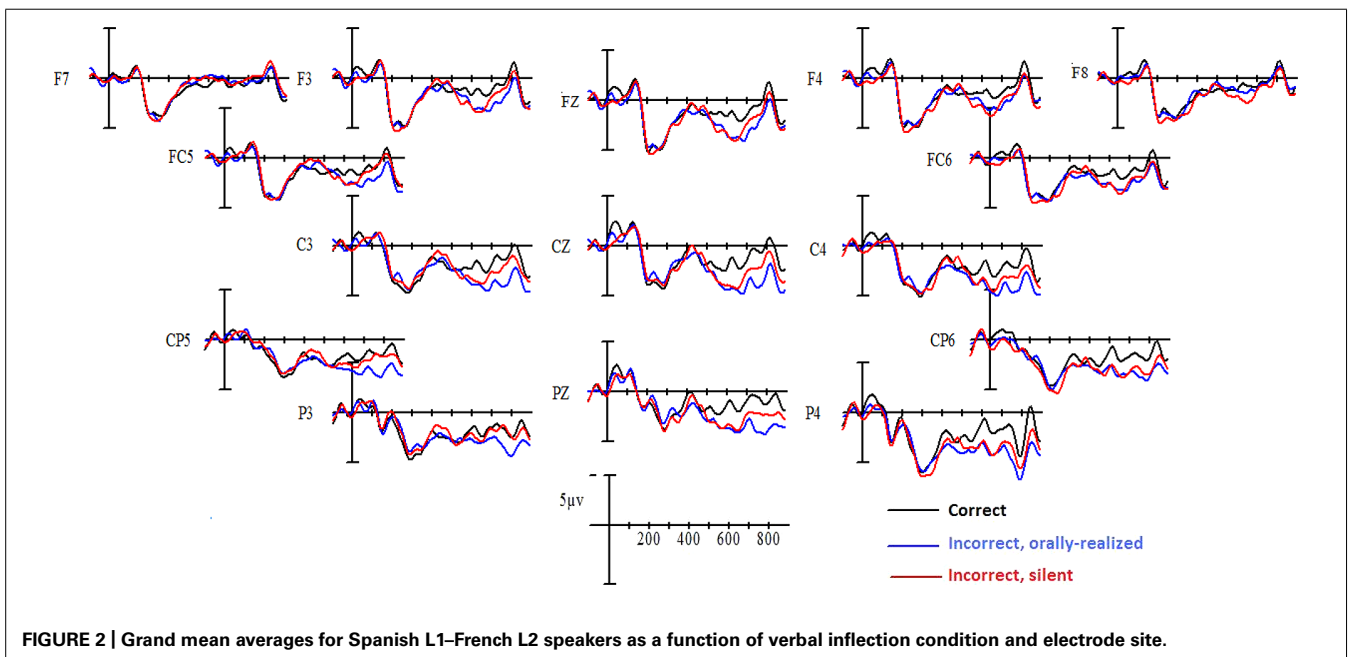 F7
F3
FZ
F4
F8
FC5
FC6
C3
CZ
C4
CP5
CP6
P3
PZ
P4
5µv
200 400 600 800
Correct
Incorrect, orally-realized
Incorrect, silent
FIGURE 2 | Grand mean averages for Spanish L1–French L2 speakers as a function of verbal inflection condition and electrode site.